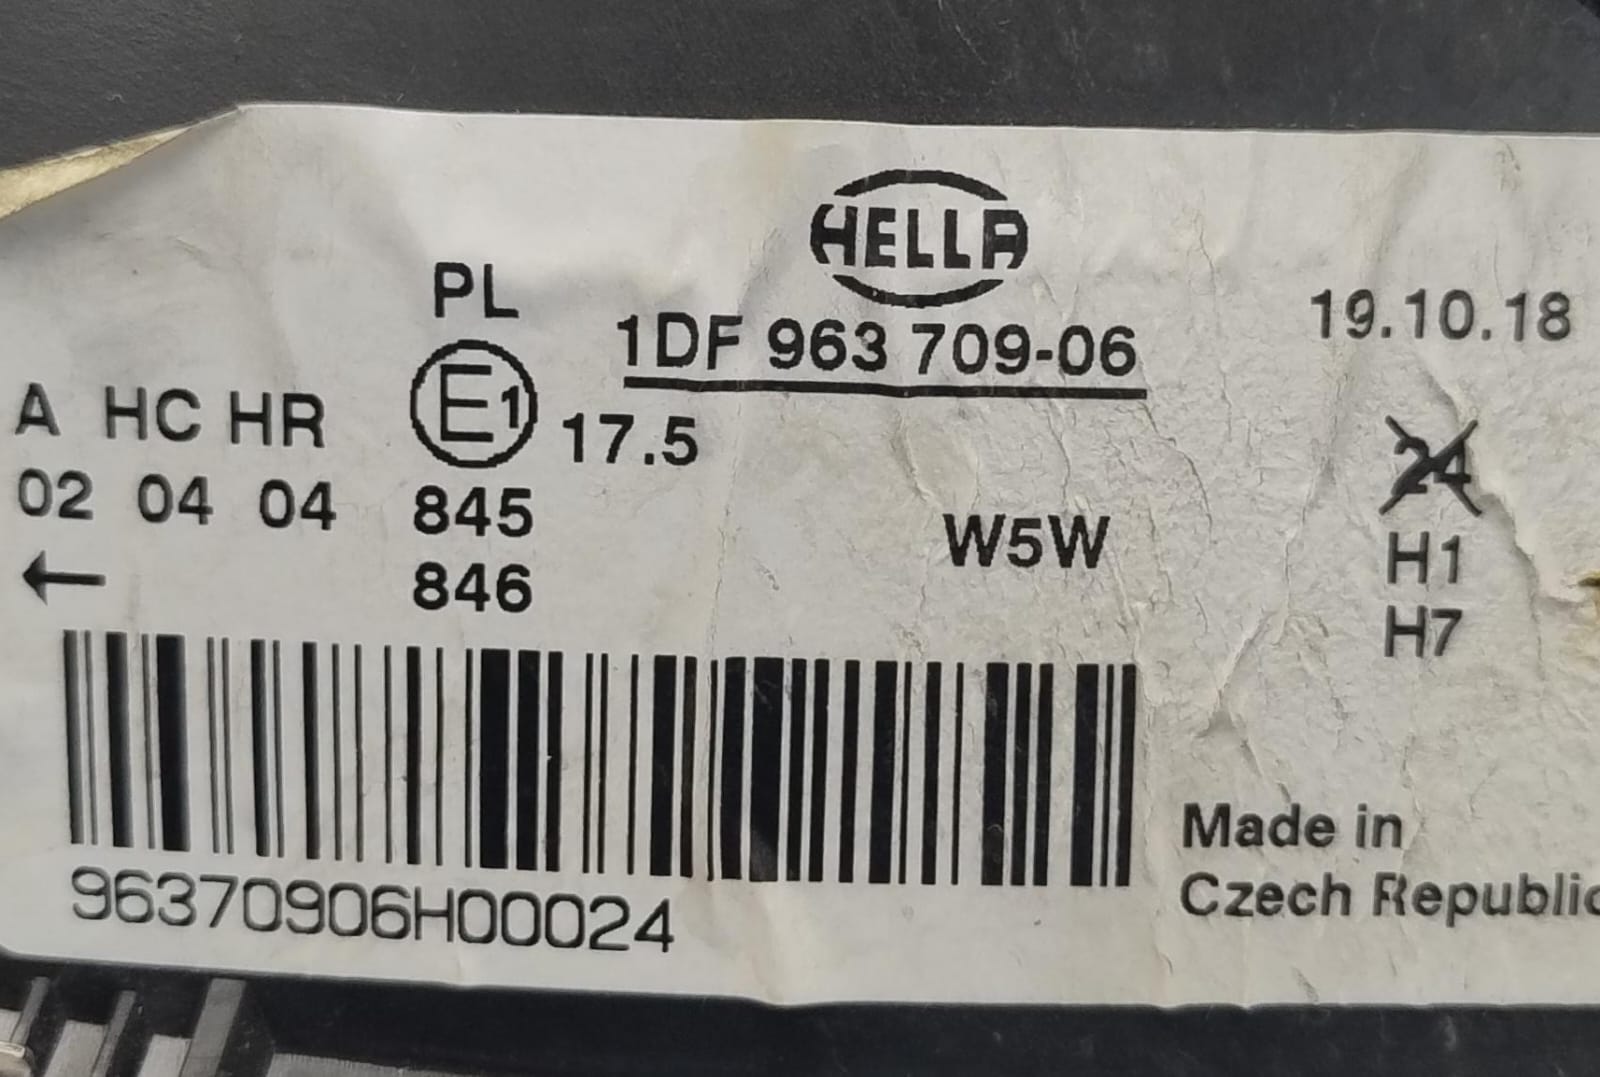 HELLA
PL
1DF 963 709-06
19.10.18
A HC HR E1 17.5
24
02 04 04 845
W5W
H1
846
H7
Made in
Czech Republic
96370906H00024